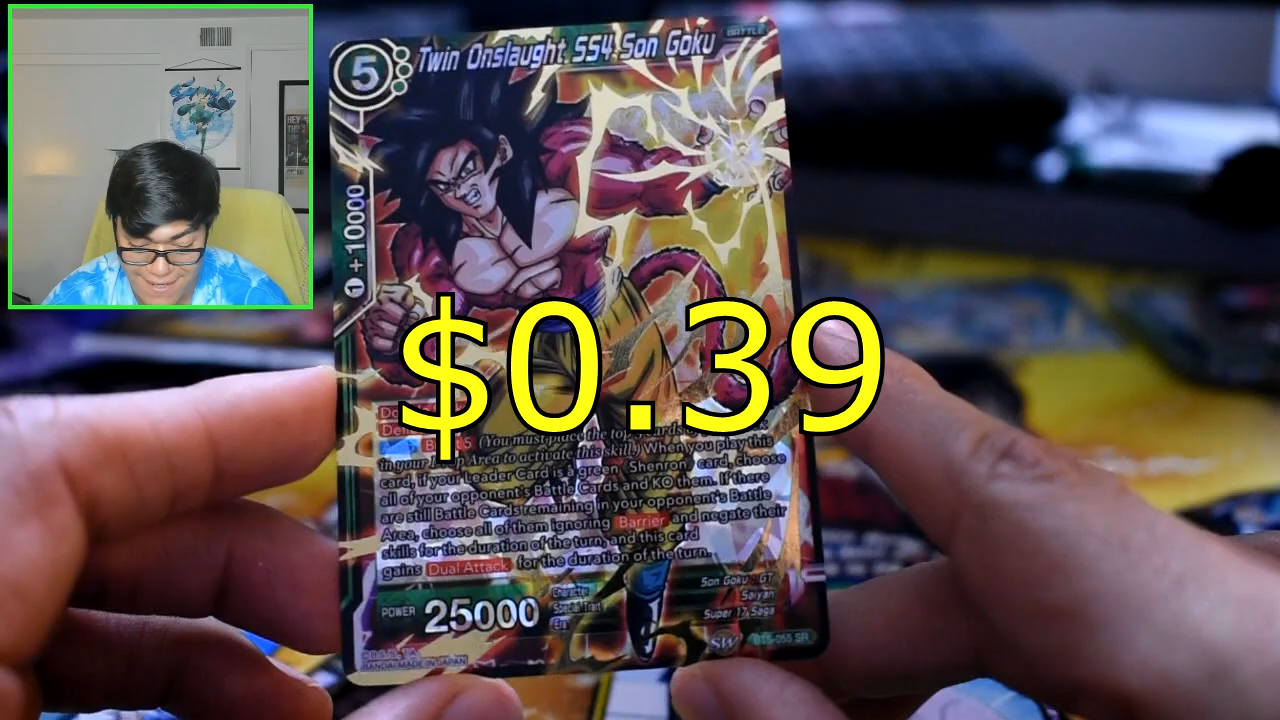 5
Twin Onslaught SS4 Son Goku
BATTLE
1 +10000
$0.39
(You must place the top cards
in your Drop Area to activate this skill.) When you play this
card, if your Leader Card is a green Shenron card, choose
all of your opponent's Battle Cards and KO them. If there
are still Battle Cards remaining in your opponent's Battle
Area, choose all of them ignoring Barrier and negate their
skills for the duration of the turn, and this card
gains Dual Attack for the duration of the turn.
POWER 25000
Character Son Goku : GT
Special Trait Saiyan
Era Super 17 Saga
SW BT5-055 SR
BANDAI MADE IN JAPAN
HEY